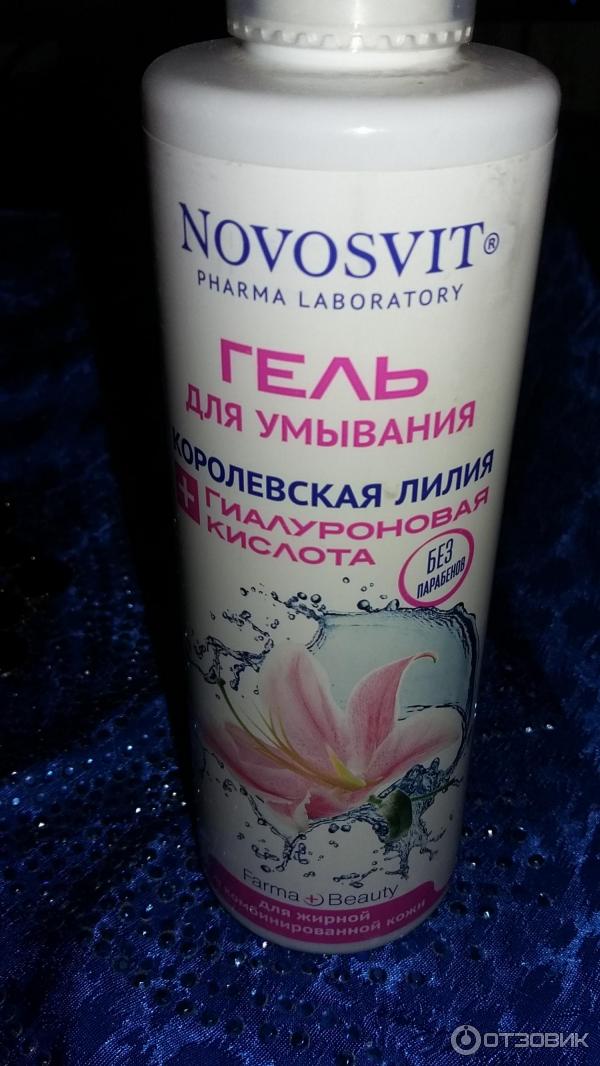 NOVOSVIT®
PHARMA LABORATORY
ГЕЛЬ
ДЛЯ УМЫВАНИЯ
КОРОЛЕВСКАЯ ЛИЛИЯ
+ ГИАЛУРОНОВАЯ
КИСЛОТА
БЕЗ
ПАРАБЕНОВ
Farma + Beauty
для жирной
комбинированной кожи
ОТЗОВИК